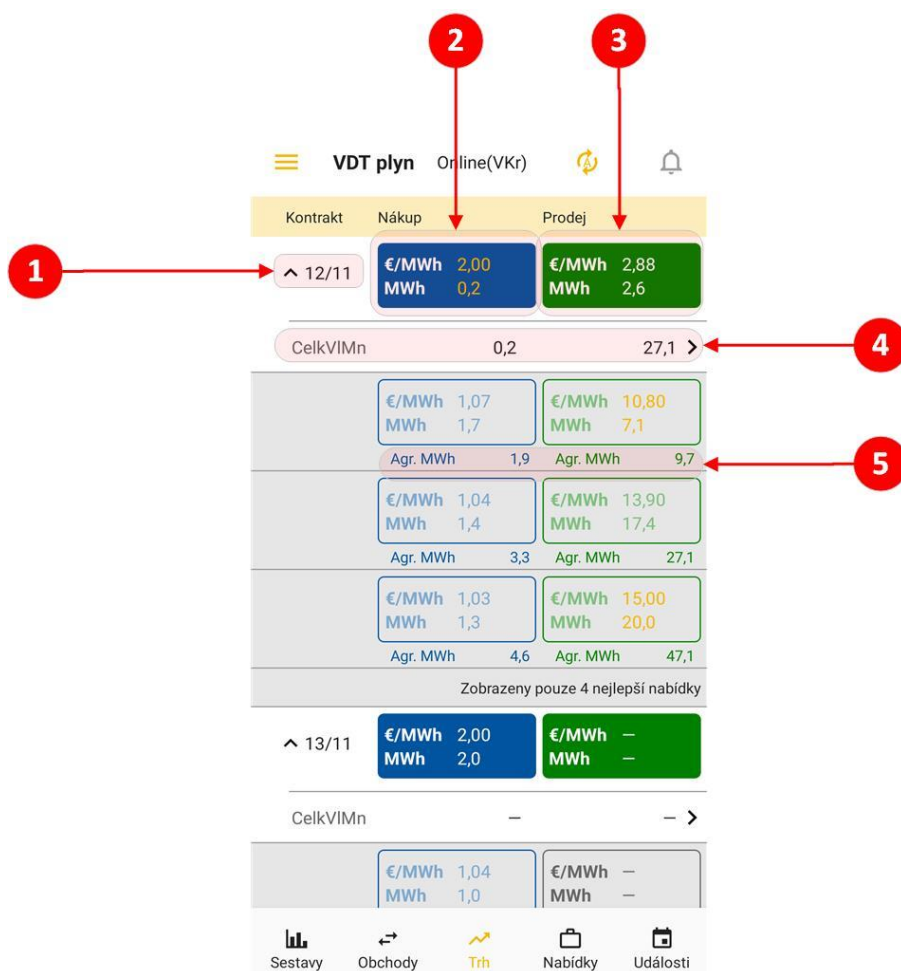 2 3
VDT plyn Online(VKr)
Kontrakt Nákup Prodej
1
12/11 €/MWh 2,00 €/MWh 2,88
MWh 0,2 MWh 2,6
CelkVlMn 0,2 27,1
4
€/MWh 1,07 €/MWh 10,80
MWh 1,7 MWh 7,1
Agr. MWh 1,9 Agr. MWh 9,7
5
€/MWh 1,04 €/MWh 13,90
MWh 1,4 MWh 17,4
Agr. MWh 3,3 Agr. MWh 27,1
€/MWh 1,03 €/MWh 15,00
MWh 1,3 MWh 20,0
Agr. MWh 4,6 Agr. MWh 47,1
Zobrazeny pouze 4 nejlepší nabídky
13/11 €/MWh 2,00 €/MWh –
MWh 2,0 MWh –
CelkVlMn – –
€/MWh 1,04 €/MWh –
MWh 1,0 MWh –
Sestavy Obchody Trh Nabídky Události